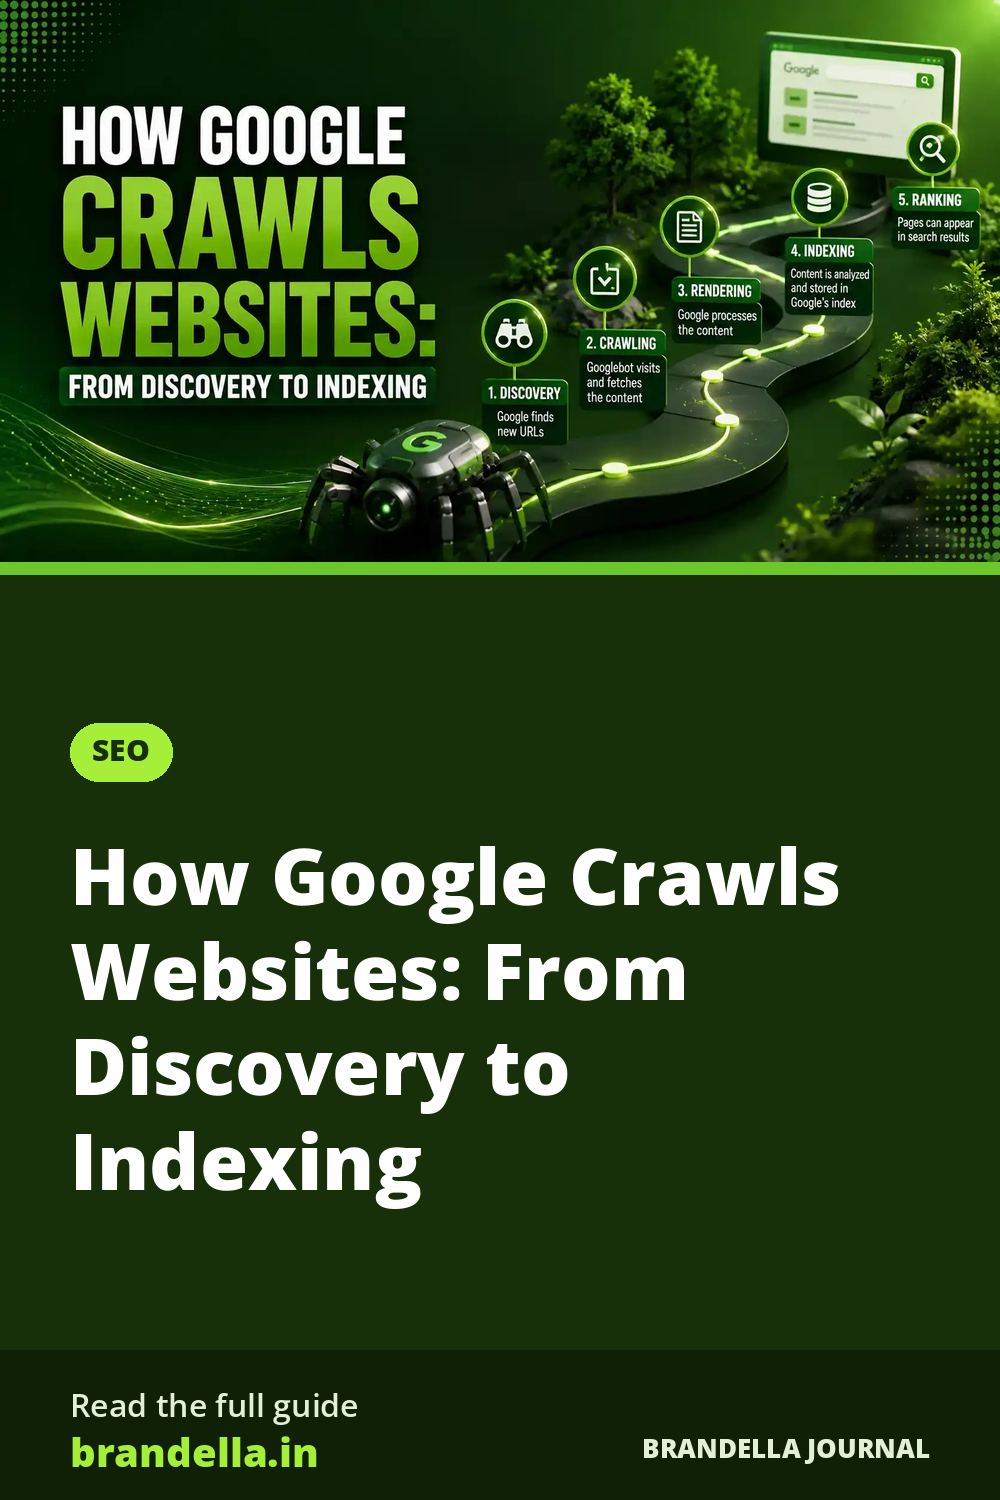 HOW GOOGLE
CRAWLS
WEBSITES:
FROM DISCOVERY TO INDEXING
G
1. DISCOVERY
Google finds
new URLs
2. CRAWLING
Googlebot visits
and fetches
the content
3. RENDERING
Google processes
the content
4. INDEXING
Content is analyzed
and stored in
Google's index
5. RANKING
Pages can appear
in search results
Google
SEO
How Google Crawls
Websites: From
Discovery to
Indexing
Read the full guide
brandella.in
BRANDELLA JOURNAL